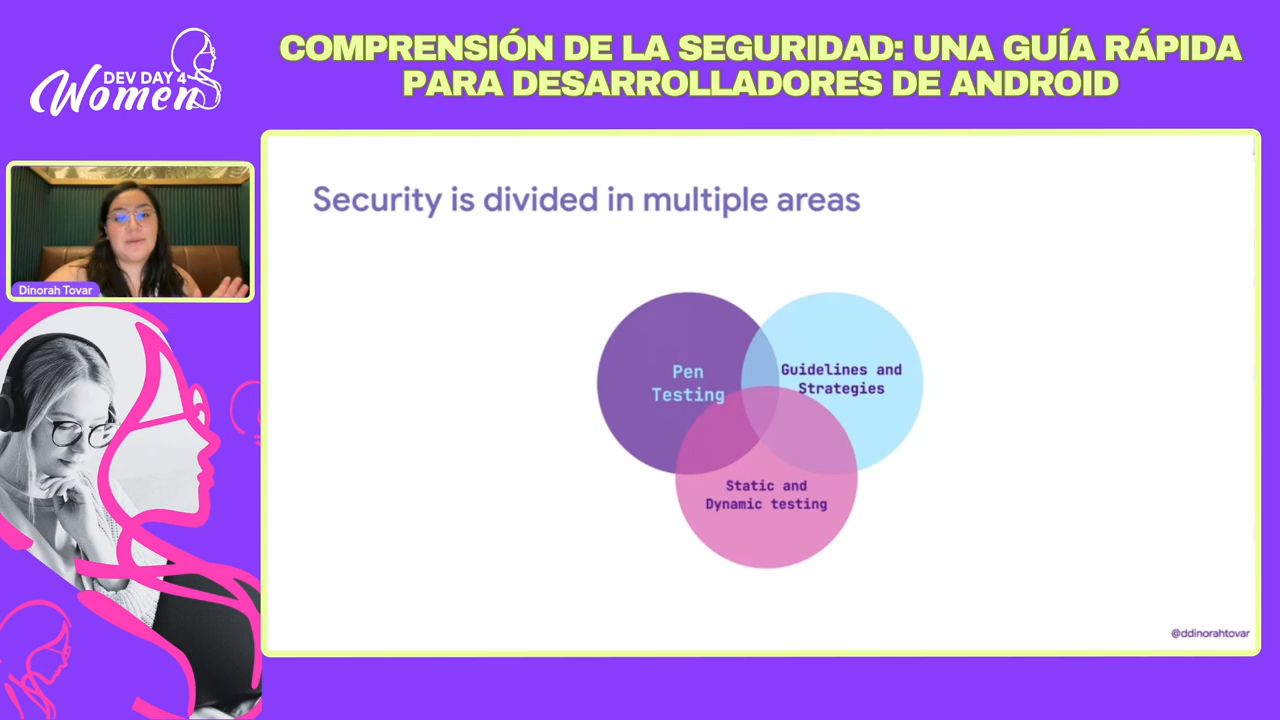 DEV DAY 4
Women
COMPRENSIÓN DE LA SEGURIDAD: UNA GUÍA RÁPIDA
PARA DESARROLLADORES DE ANDROID
Dinorah Tovar
Security is divided in multiple areas
Pen
Testing
Guidelines and
Strategies
Static and
Dynamic testing
@ddinorahtovar